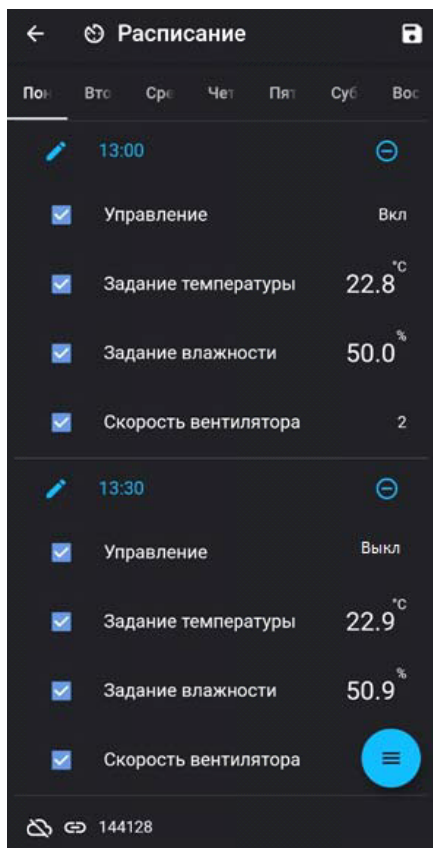 Расписание
Пон Вто Сре Чет Пят Суб Вос
13:00
Управление Вкл
Задание температуры 22.8 °C
Задание влажности 50.0 %
Скорость вентилятора 2
13:30
Управление Выкл
Задание температуры 22.9 °C
Задание влажности 50.9 %
Скорость вентилятора
144128